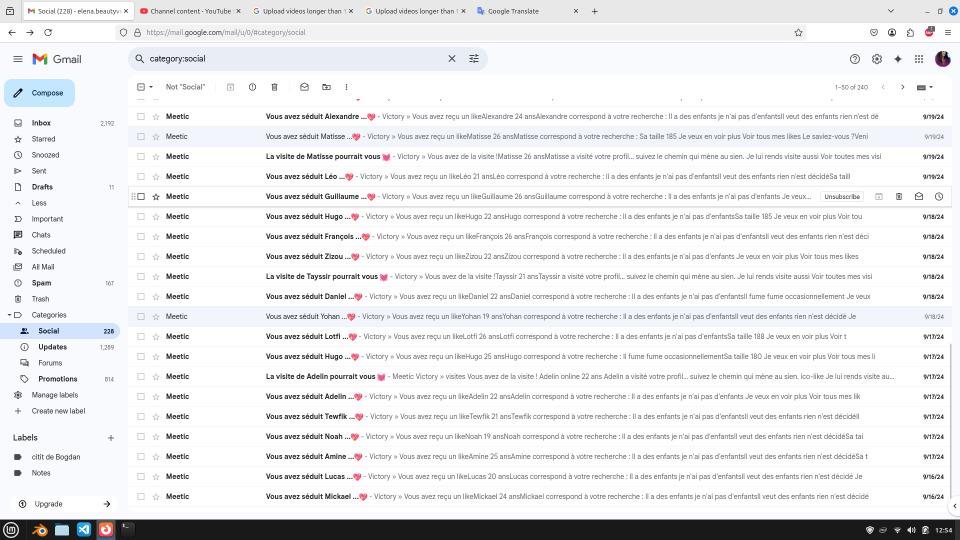 Social (228) - elena.beautyv
Channel content - YouTube
Upload videos longer than
Upload videos longer than
Google Translate
https://mail.google.com/mail/u/0/#category/social
Gmail
category:social
Compose
Not "Social"
1–50 of 240
Inbox 2,192
Starred
Snoozed
Sent
Drafts 11
Less
Important
Chats
Scheduled
All Mail
Spam 167
Trash
Categories
Social 228
Updates 1,269
Forums
Promotions 814
Manage labels
Create new label
Labels
citit de Bogdan
Notes
Upgrade
Meetic Vous avez séduit Alexandre ...💖 - Victory » Vous avez reçu un likeAlexandre 24 ansAlexandre correspond à votre recherche : Il a des enfants je n'ai pas d'enfantsIl veut des enfants rien n'est dé 9/19/24
Meetic Vous avez séduit Matisse ...💖 - Victory » Vous avez reçu un likeMatisse 26 ansMatisse correspond à votre recherche : Sa taille 185 Je veux en voir plus Voir tous mes likes Le saviez-vous ?Veni 9/19/24
Meetic La visite de Matisse pourrait vous 💓 - Victory » Vous avez de la visite !Matisse 26 ansMatisse a visité votre profil... suivez le chemin qui mène au sien. Je lui rends visite aussi Voir toutes mes visi 9/19/24
Meetic Vous avez séduit Léo ...💖 - Victory » Vous avez reçu un likeLéo 21 ansLéo correspond à votre recherche : Il a des enfants je n'ai pas d'enfantsIl veut des enfants rien n'est décidéSa taill 9/19/24
Meetic Vous avez séduit Guillaume ...💖 - Victory » Vous avez reçu un likeGuillaume 26 ansGuillaume correspond à votre recherche : Il a des enfants je n'ai pas d'enfants Je veux... Unsubscribe
Meetic Vous avez séduit Hugo ...💖 - Victory » Vous avez reçu un likeHugo 22 ansHugo correspond à votre recherche : Il a des enfants je n'ai pas d'enfantsSa taille 185 Je veux en voir plus Voir tou 9/18/24
Meetic Vous avez séduit François ...💖 - Victory » Vous avez reçu un likeFrançois 26 ansFrançois correspond à votre recherche : Il a des enfants je n'ai pas d'enfantsIl veut des enfants rien n'est déci 9/18/24
Meetic Vous avez séduit Zizou ...💖 - Victory » Vous avez reçu un likeZizou 22 ansZizou correspond à votre recherche : Il a des enfants je n'ai pas d'enfants Je veux en voir plus Voir tous mes likes 9/18/24
Meetic La visite de Tayssir pourrait vous 💓 - Victory » Vous avez de la visite !Tayssir 21 ansTayssir a visité votre profil... suivez le chemin qui mène au sien. Je lui rends visite aussi Voir toutes mes visi 9/18/24
Meetic Vous avez séduit Daniel ...💖 - Victory » Vous avez reçu un likeDaniel 22 ansDaniel correspond à votre recherche : Il a des enfants je n'ai pas d'enfantsIl fume fume occasionnellement Je veux 9/18/24
Meetic Vous avez séduit Yohan ...💖 - Victory » Vous avez reçu un likeYohan 19 ansYohan correspond à votre recherche : Il a des enfants je n'ai pas d'enfantsIl veut des enfants rien n'est décidé Je 9/18/24
Meetic Vous avez séduit Lotfi ...💖 - Victory » Vous avez reçu un likeLotfi 26 ansLotfi correspond à votre recherche : Il a des enfants je n'ai pas d'enfantsSa taille 188 Je veux en voir plus Voir t 9/17/24
Meetic Vous avez séduit Hugo ...💖 - Victory » Vous avez reçu un likeHugo 25 ansHugo correspond à votre recherche : Il fume fume occasionnellementSa taille 180 Je veux en voir plus Voir tous mes li 9/17/24
Meetic La visite de Adelin pourrait vous 💓 - Meetic Victory » visites Vous avez de la visite ! Adelin online 22 ans Adelin a visité votre profil... suivez le chemin qui mène au sien. ico-like Je lui rends visite au... 9/17/24
Meetic Vous avez séduit Adelin ...💖 - Victory » Vous avez reçu un likeAdelin 22 ansAdelin correspond à votre recherche : Il a des enfants je n'ai pas d'enfants Je veux en voir plus Voir tous mes lik 9/17/24
Meetic Vous avez séduit Tewfik ...💖 - Victory » Vous avez reçu un likeTewfik 21 ansTewfik correspond à votre recherche : Il a des enfants je n'ai pas d'enfantsIl veut des enfants rien n'est décidéIl 9/17/24
Meetic Vous avez séduit Noah ...💖 - Victory » Vous avez reçu un likeNoah 19 ansNoah correspond à votre recherche : Il a des enfants je n'ai pas d'enfantsIl veut des enfants rien n'est décidéSa tai 9/17/24
Meetic Vous avez séduit Amine ...💖 - Victory » Vous avez reçu un likeAmine 25 ansAmine correspond à votre recherche : Il a des enfants je n'ai pas d'enfantsIl veut des enfants rien n'est décidéSa t 9/17/24
Meetic Vous avez séduit Lucas ...💖 - Victory » Vous avez reçu un likeLucas 20 ansLucas correspond à votre recherche : Il a des enfants je n'ai pas d'enfantsIl veut des enfants rien n'est décidé Je 9/16/24
Meetic Vous avez séduit Mickael ...💖 - Victory » Vous avez reçu un likeMickael 24 ansMickael correspond à votre recherche : Il a des enfants je n'ai pas d'enfantsIl veut des enfants rien n'est décidé 9/16/24
12:54